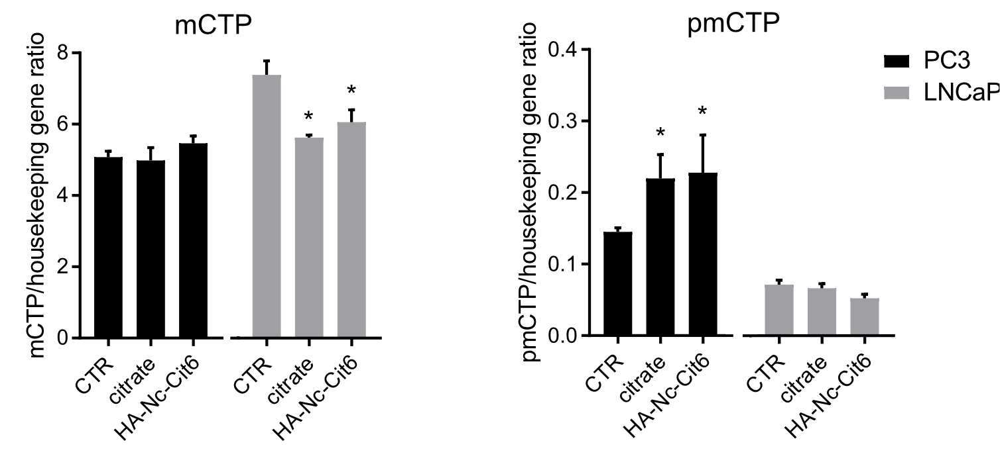 mCTP
mCTP/housekeeping gene ratio
8
6
4
2
0
*
*
CTR
citrate
HA-Nc-Cit6
CTR
citrate
HA-Nc-Cit6
pmCTP
pmCTP/housekeeping gene ratio
0.4
0.3
0.2
0.1
0.0
*
*
CTR
citrate
HA-Nc-Cit6
CTR
citrate
HA-Nc-Cit6
PC3
LNCaP